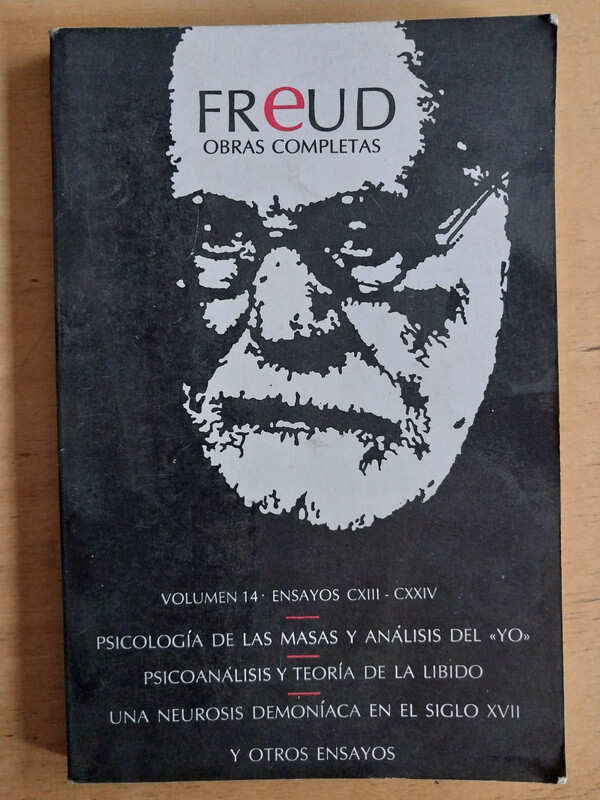 FReUD
OBRAS COMPLETAS
VOLUMEN 14 · ENSAYOS CXIII - CXXIV
PSICOLOGÍA DE LAS MASAS Y ANÁLISIS DEL «YO»
PSICOANÁLISIS Y TEORÍA DE LA LIBIDO
UNA NEUROSIS DEMONÍACA EN EL SIGLO XVII
Y OTROS ENSAYOS